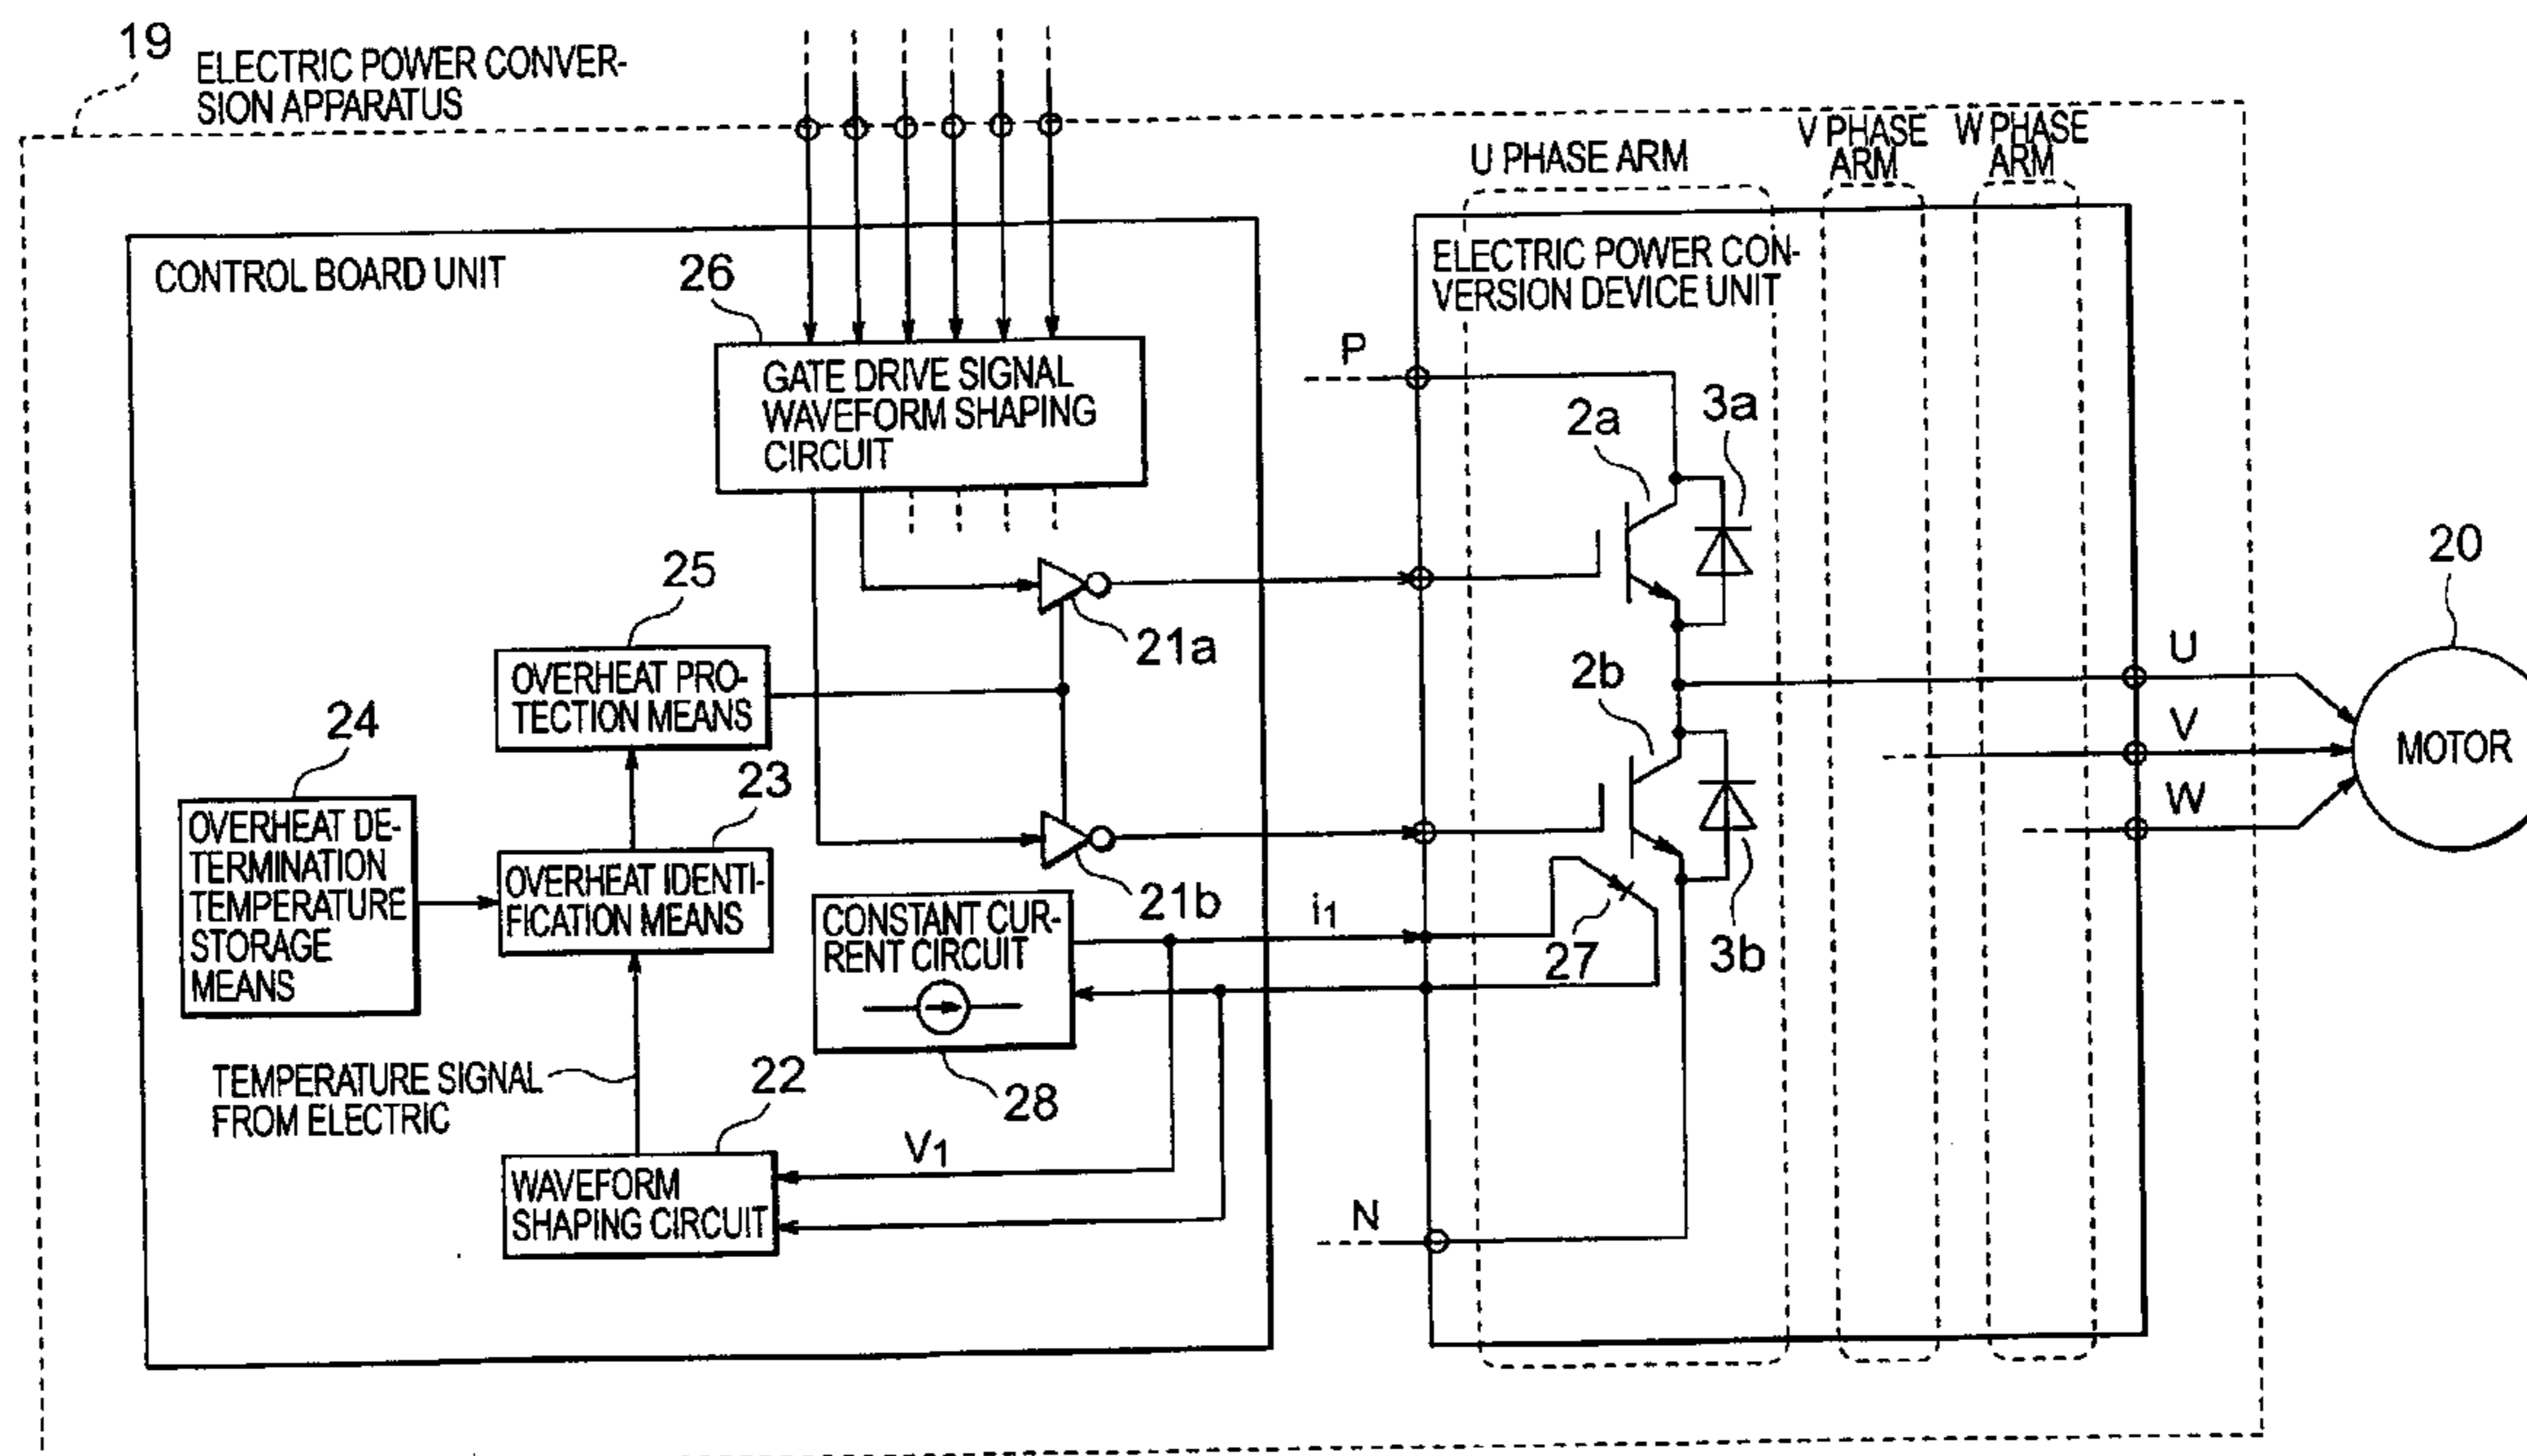 19
ELECTRIC POWER CONVER-
SION APPARATUS
U PHASE ARM
V PHASE
ARM
W PHASE
ARM
CONTROL BOARD UNIT
26
ELECTRIC POWER CON-
VERSION DEVICE UNIT
P
GATE DRIVE SIGNAL
WAVEFORM SHAPING
CIRCUIT
2a
3a
20
25
21a
U
OVERHEAT PRO-
TECTION MEANS
2b
24
V
MOTOR
23
W
OVERHEAT DE-
TERMINATION
TEMPERATURE
STORAGE
MEANS
OVERHEAT IDENTI-
FICATION MEANS
21b
CONSTANT CUR-
RENT CIRCUIT
i1
27
3b
TEMPERATURE SIGNAL
FROM ELECTRIC
22
28
V1
WAVEFORM
SHAPING CIRCUIT
N